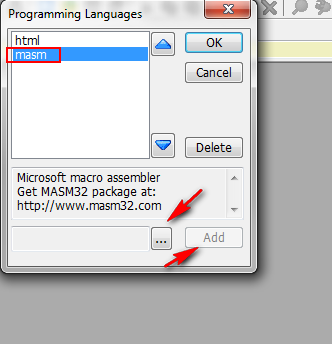 Programming Languages
html
masm
OK
Cancel
Delete
Microsoft macro assembler
Get MASM32 package at:
http://www.masm32.com
...
Add